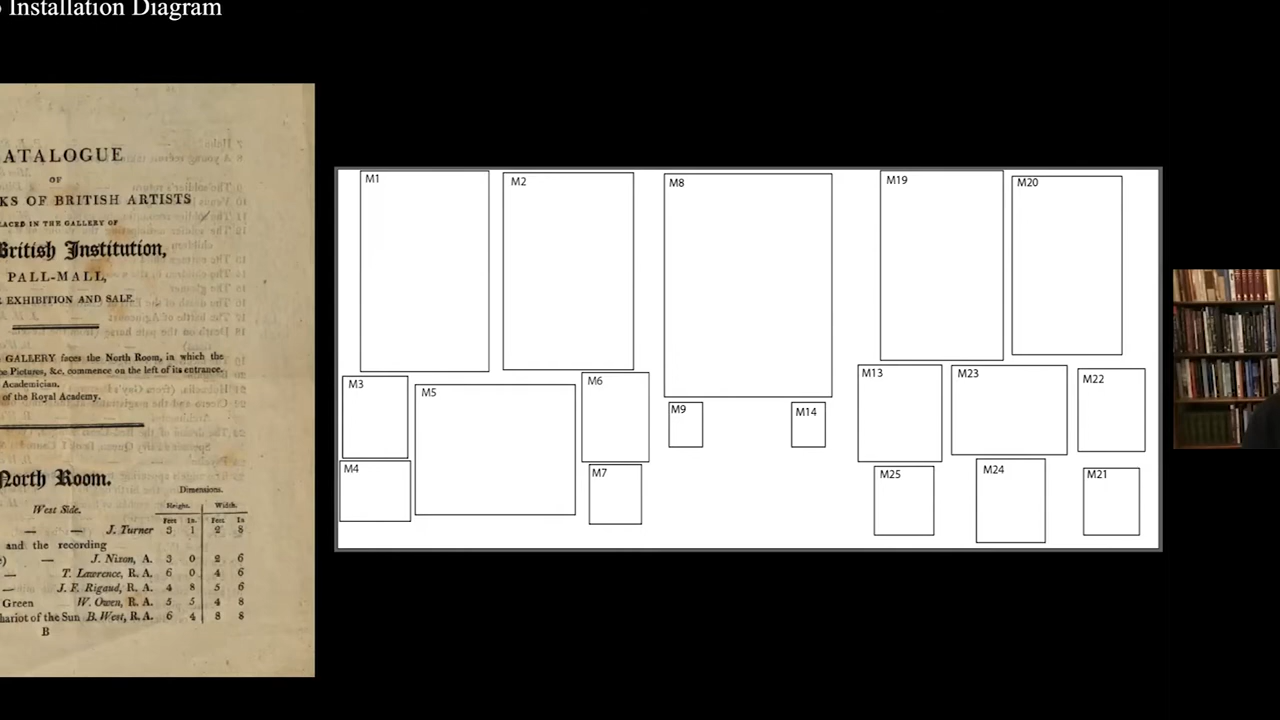 Installation Diagram
ATALOGUE
OF
KS OF BRITISH ARTISTS
LACED IN THE GALLERY OF
British Institution,
PALL-MALL,
EXHIBITION AND SALE.
GALLERY faces the North Room, in which the
Pictures, &c. commence on the left of its entrance.
Academician.
of the Royal Academy.
North Room.
Dimensions.
West Side.
Height. Width.
Feet In. Feet In
— — J. Turner 3 1 2 8
and the recording
— J. Nixon, A. 3 0 2 6
— T. Lawrence, R. A. 6 0 4 6
— J. F. Rigaud, R. A. 4 8 5 6
Green W. Owen, R. A. 5 5 4 8
hariot of the Sun B. West, R. A. 6 4 8 8
B
M1
M2
M8
M19
M20
M3
M5
M6
M13
M23
M22
M9
M14
M4
M7
M25
M24
M21